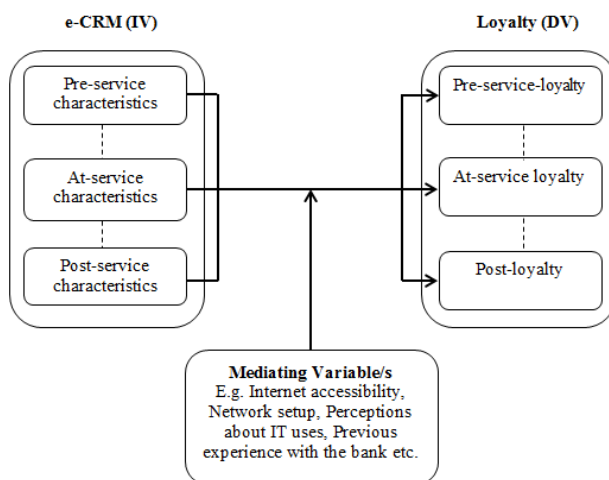 e-CRM (IV)
Loyalty (DV)
Pre-service
characteristics
Pre-service-loyalty
At-service
characteristics
At-service loyalty
Post-service
characteristics
Post-loyalty
Mediating Variable/s
E.g. Internet accessibility,
Network setup, Perceptions
about IT uses, Previous
experience with the bank etc.